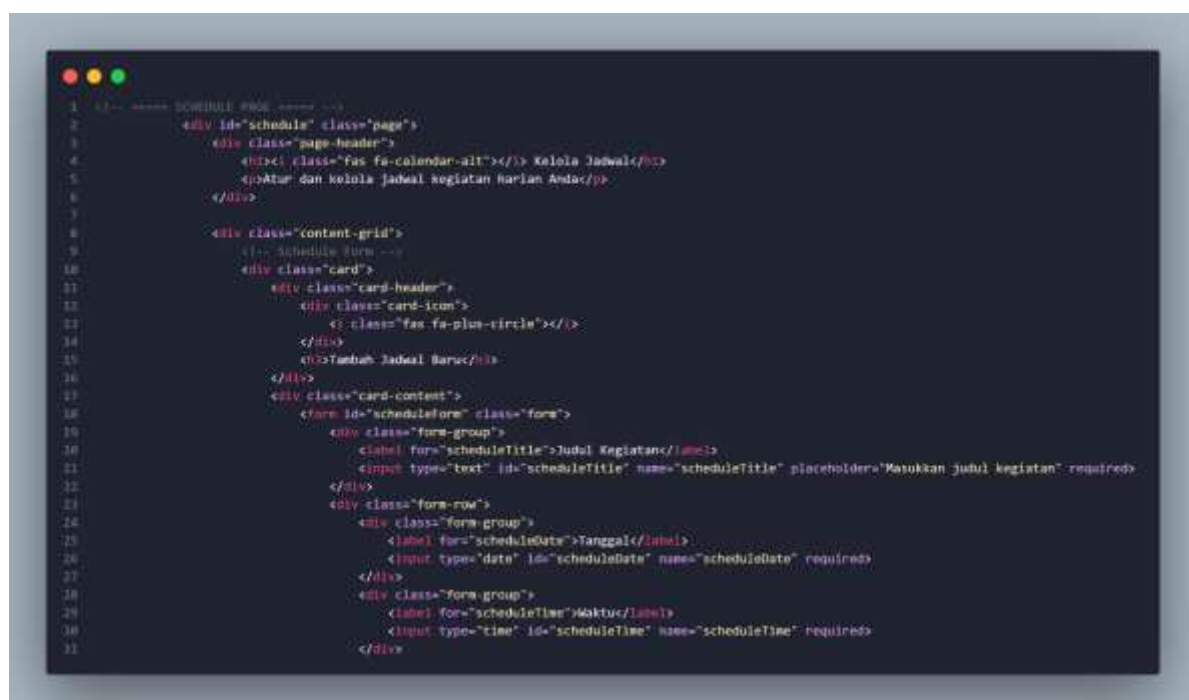 1 <!-- ===== SCHEDULE PAGE ===== -->
2 <div id="schedule" class="page">
3 <div class="page-header">
4 <h1><i class="fas fa-calendar-alt"></i> Kelola Jadwal</h1>
5 <p>Atur dan kelola jadwal kegiatan harian Anda</p>
6 </div>
7
8 <div class="content-grid">
9 <!-- Schedule Form -->
10 <div class="card">
11 <div class="card-header">
12 <div class="card-icon">
13 <i class="fas fa-plus-circle"></i>
14 </div>
15 <h3>Tambah Jadwal Baru</h3>
16 </div>
17 <div class="card-content">
18 <form id="scheduleForm" class="form">
19 <div class="form-group">
20 <label for="scheduleTitle">Judul Kegiatan</label>
21 <input type="text" id="scheduleTitle" name="scheduleTitle" placeholder="Masukkan judul kegiatan" required>
22 </div>
23 <div class="form-row">
24 <div class="form-group">
25 <label for="scheduleDate">Tanggal</label>
26 <input type="date" id="scheduleDate" name="scheduleDate" required>
27 </div>
28 <div class="form-group">
29 <label for="scheduleTime">Waktu</label>
30 <input type="time" id="scheduleTime" name="scheduleTime" required>
31 </div>